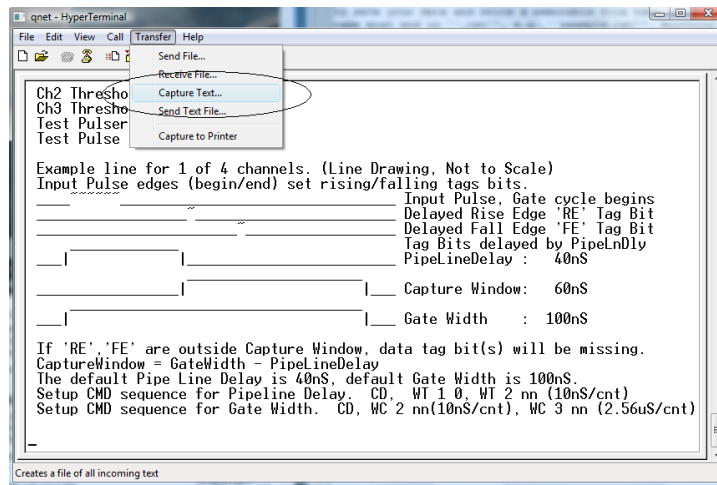 qnet - HyperTerminal
File Edit View Call Transfer Help
Send File...
Receive File...
Capture Text...
Send Text File...
Capture to Printer
Ch2 Thresho
Ch3 Thresho
Test Pulser
Test Pulse
Example line for 1 of 4 channels. (Line Drawing, Not to Scale)
Input Pulse edges (begin/end) set rising/falling tags bits.
Input Pulse, Gate cycle begins
Delayed Rise Edge 'RE' Tag Bit
Delayed Fall Edge 'FE' Tag Bit
Tag Bits delayed by PipeLnDly
PipeLineDelay : 40nS
Capture Window: 60nS
Gate Width : 100nS
If 'RE','FE' are outside Capture Window, data tag bit(s) will be missing.
CaptureWindow = GateWidth - PipeLineDelay
The default Pipe Line Delay is 40nS, default Gate Width is 100nS.
Setup CMD sequence for Pipeline Delay. CD, WT 1 0, WT 2 nn (10nS/cnt)
Setup CMD sequence for Gate Width. CD, WC 2 nn(10nS/cnt), WC 3 nn (2.56uS/cnt)
Creates a file of all incoming text